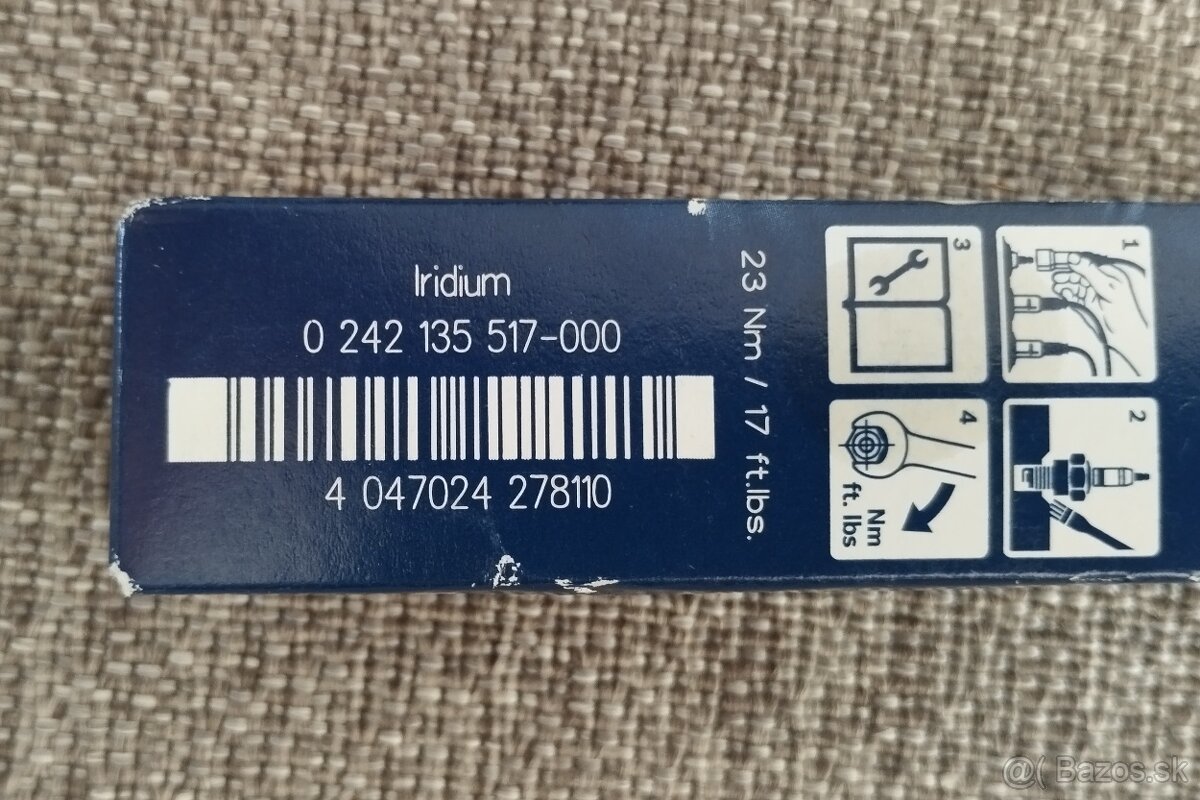 Iridium
0 242 135 517-000
4 047024 278110
23 Nm / 17 ft.lbs.
3
1
4
Nm
ft. lbs
2
@( Bazos.sk